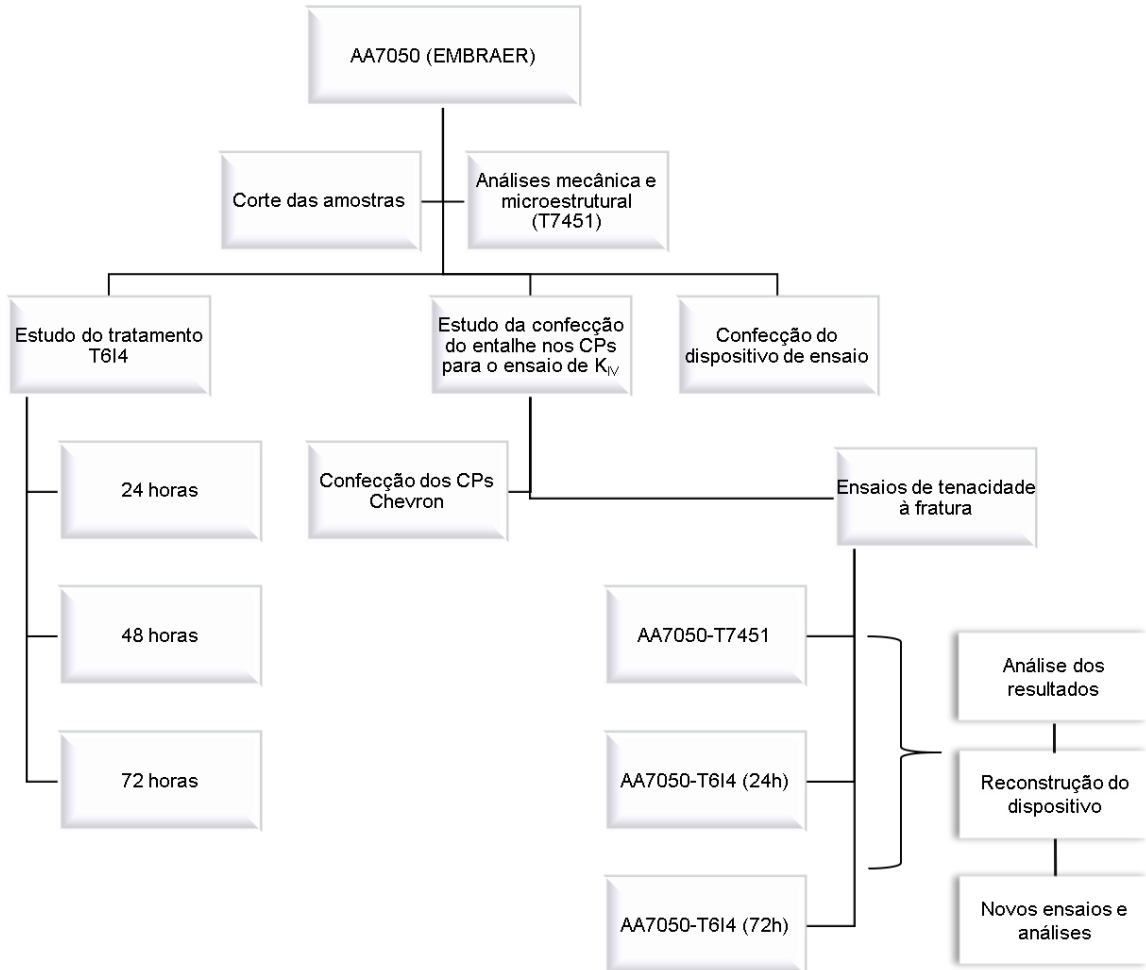 AA7050 (EMBRAER)
Corte das amostras
Análises mecânica e
microestrutural
(T7451)
Estudo do tratamento
T6I4
Estudo da confecção
do entalhe nos CPs
para o ensaio de K_IV
Confecção do
dispositivo de ensaio
24 horas
48 horas
72 horas
Confecção dos CPs
Chevron
Ensaios de tenacidade
à fratura
AA7050-T7451
AA7050-T6I4 (24h)
AA7050-T6I4 (72h)
Análise dos
resultados
Reconstrução do
dispositivo
Novos ensaios e
análises